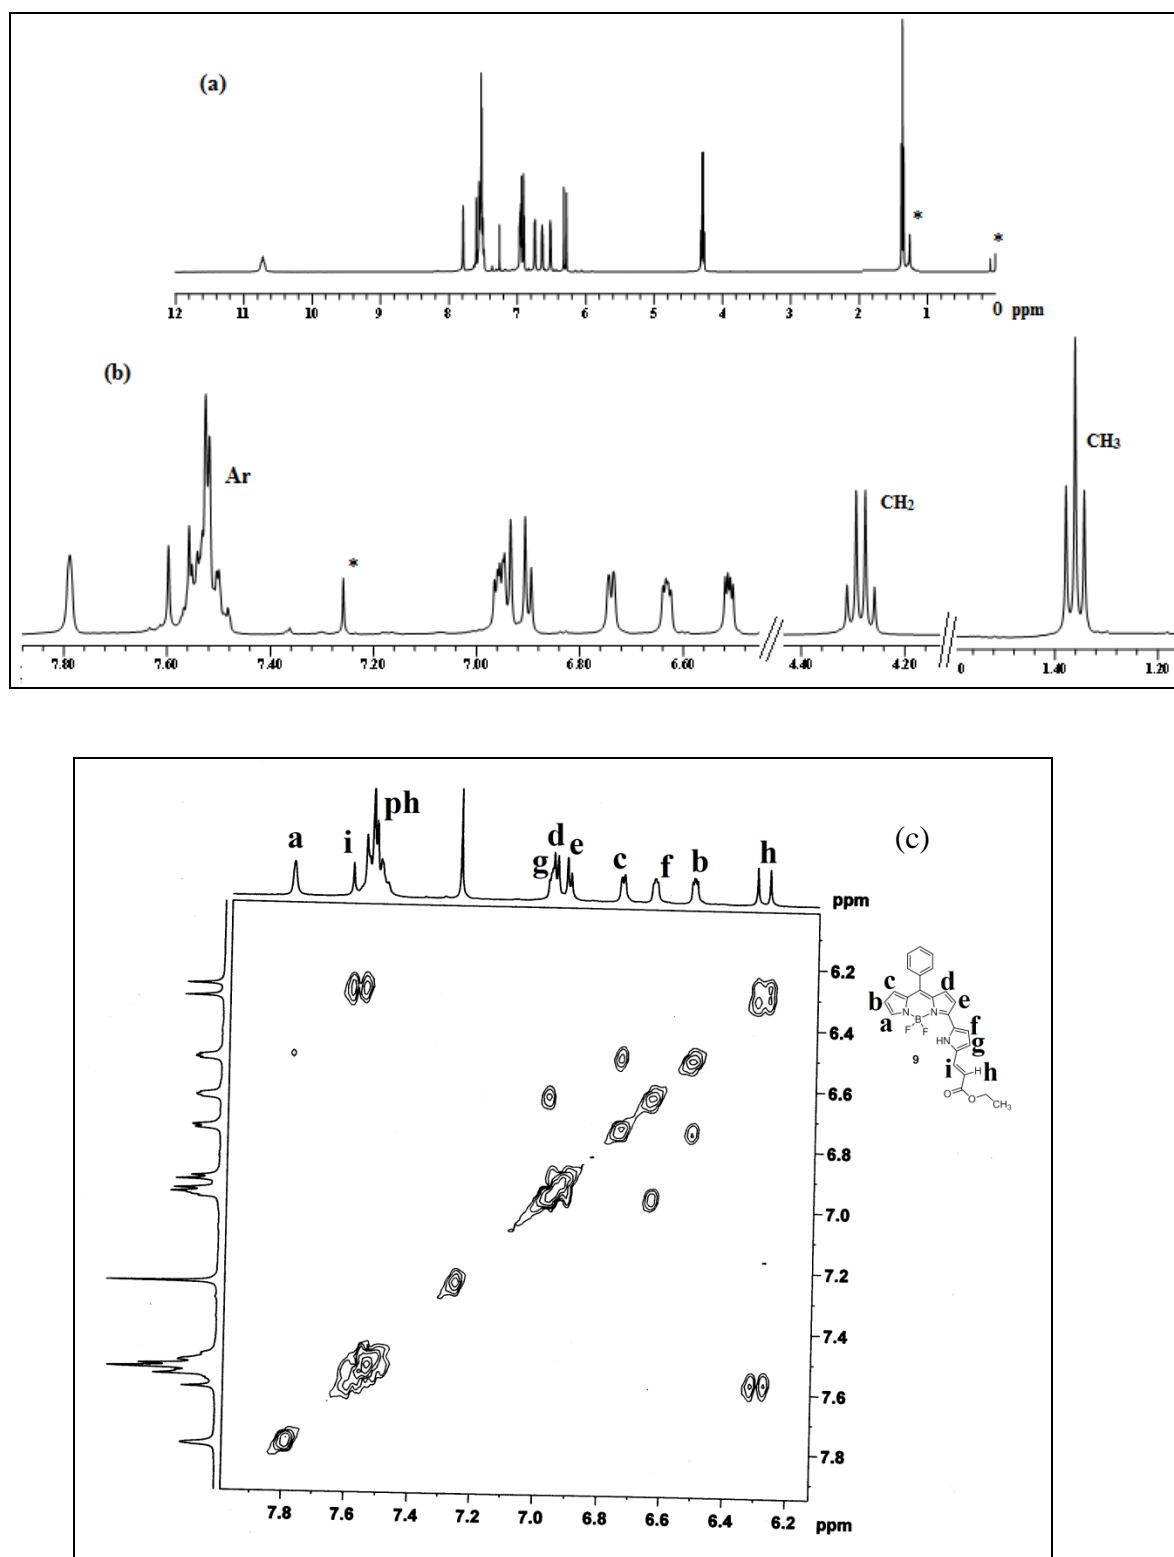 (a)
*
*
12 11 10 9 8 7 6 5 4 3 2 1 0 ppm
(b)
Ar
*
CH2
CH3
7.80 7.60 7.40 7.20 7.00 6.80 6.60 4.40 4.20 0 1.40 1.20
(c)
a i ph g d e c f b h
ppm
6.2
6.4
6.6
6.8
7.0
7.2
7.4
7.6
7.8
7.8 7.6 7.4 7.2 7.0 6.8 6.6 6.4 6.2 ppm
c d
b e
a N B N f
F F HN g
9
i H h
O O CH3